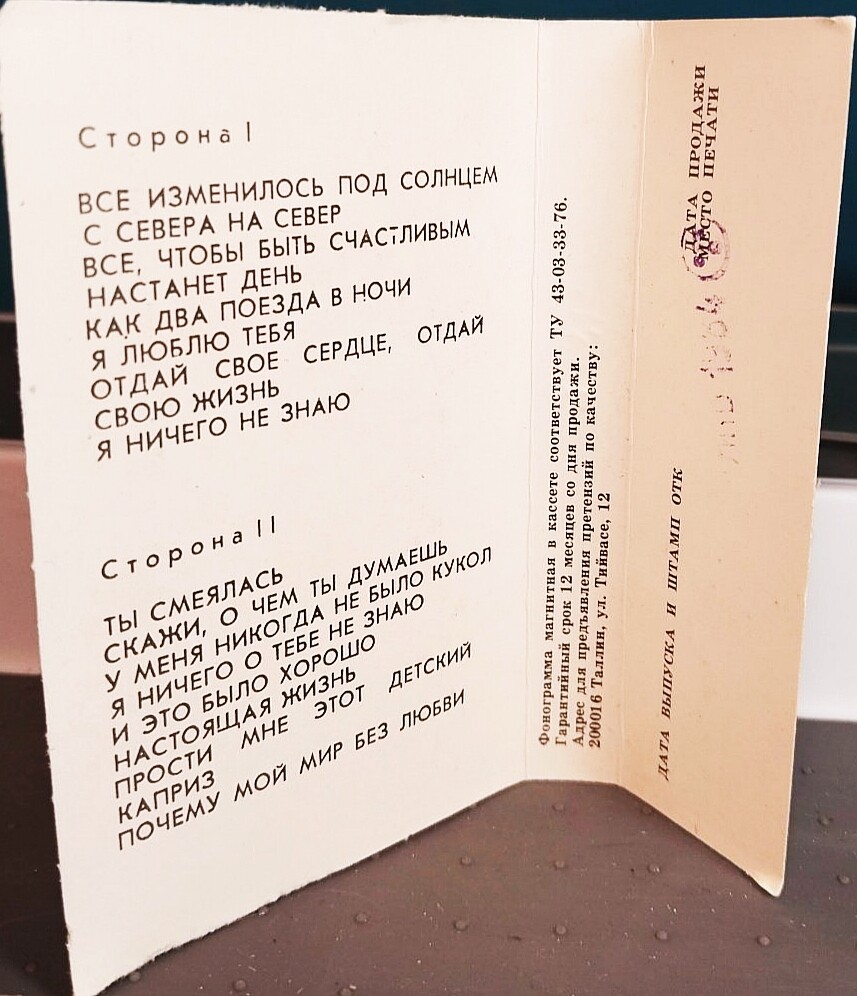 Сторона I
ВСЕ ИЗМЕНИЛОСЬ ПОД СОЛНЦЕМ
С СЕВЕРА НА СЕВЕР
ВСЕ, ЧТОБЫ БЫТЬ СЧАСТЛИВЫМ
НАСТАНЕТ ДЕНЬ
КАК ДВА ПОЕЗДА В НОЧИ
Я ЛЮБЛЮ ТЕБЯ
ОТДАЙ СВОЕ СЕРДЦЕ, ОТДАЙ
СВОЮ ЖИЗНЬ
Я НИЧЕГО НЕ ЗНАЮ
Сторона II
ТЫ СМЕЯЛАСЬ
СКАЖИ, О ЧЕМ ТЫ ДУМАЕШЬ
У МЕНЯ НИКОГДА НЕ БЫЛО КУКОЛ
Я НИЧЕГО О ТЕБЕ НЕ ЗНАЮ
И ЭТО БЫЛО ХОРОШО
НАСТОЯЩАЯ ЖИЗНЬ
ПРОСТИ МНЕ ЭТОТ ДЕТСКИЙ
КАПРИЗ
ПОЧЕМУ МОЙ МИР БЕЗ ЛЮБВИ
Фонограмма магнитная в кассете соответствует ТУ 43-03-33-76.
Гарантийный срок 12 месяцев со дня продажи.
Адрес для предъявления претензий по качеству:
200016 Таллин, ул. Тийвасе, 12
ДАТА ВЫПУСКА И ШТАМП ОТК
ДАТА ПРОДАЖИ
МЕСТО ПЕЧАТИ